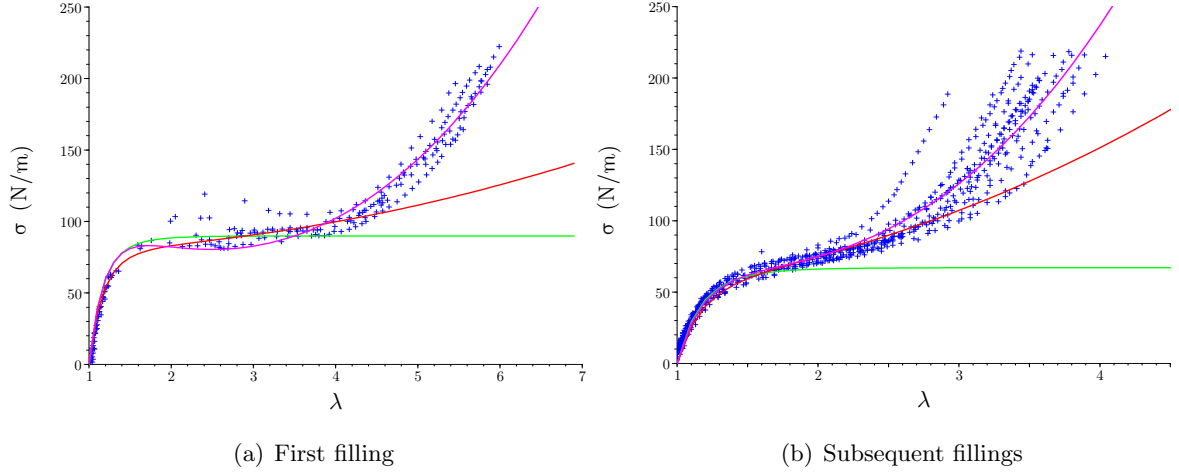 250
200
150
100
50
0
σ (N/m)
1 2 3 4 5 6 7
λ
(a) First filling
250
200
150
100
50
0
σ (N/m)
1 2 3 4
λ
(b) Subsequent fillings